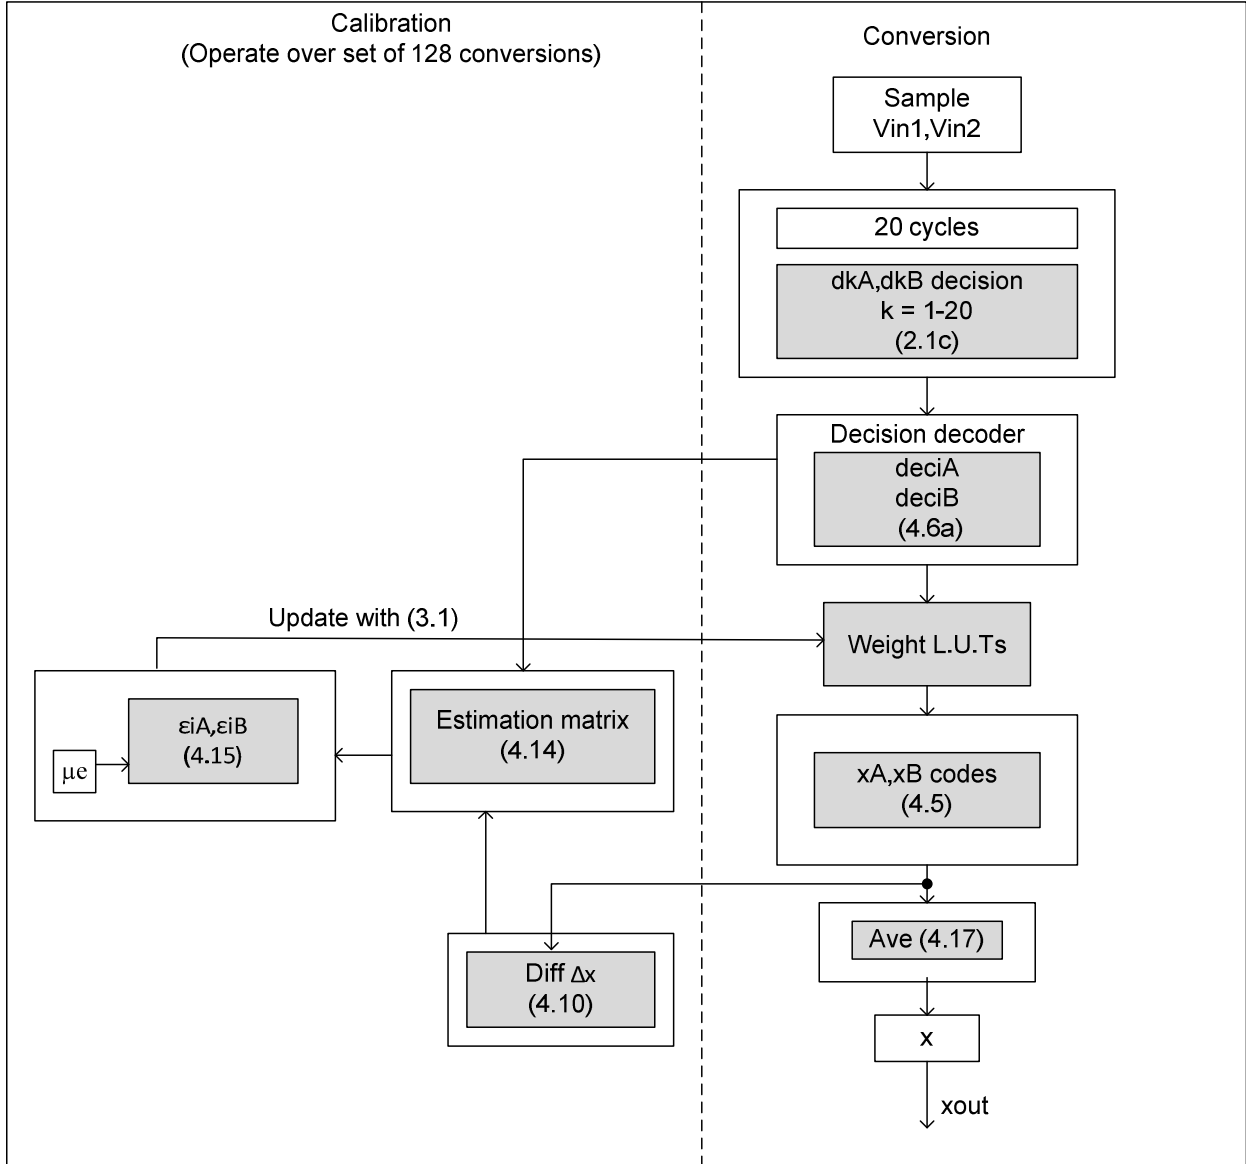 Calibration
(Operate over set of 128 conversions)
Conversion
Sample
Vin1,Vin2
20 cycles
dkA,dkB decision
k = 1-20
(2.1c)
Decision decoder
deciA
deciB
(4.6a)
Update with (3.1)
Weight L.U.Ts
εiA,εiB
(4.15)
μe
Estimation matrix
(4.14)
xA,xB codes
(4.5)
Diff Δx
(4.10)
Ave (4.17)
x
xout